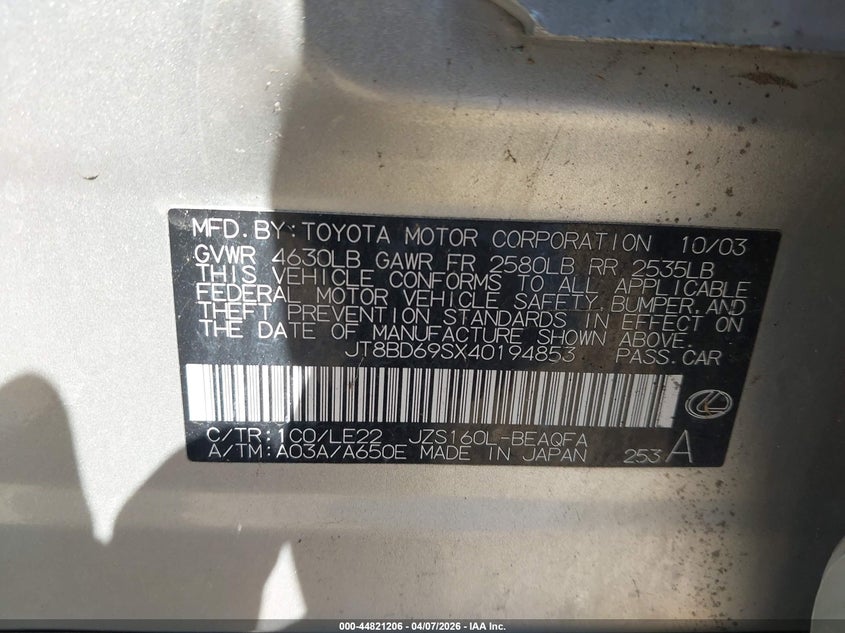 MFD. BY: TOYOTA MOTOR CORPORATION 10/03
GVWR 4630LB GAWR FR 2580LB RR 2535LB
THIS VEHICLE CONFORMS TO ALL APPLICABLE
FEDERAL MOTOR VEHICLE SAFETY, BUMPER, AND
THEFT PREVENTION STANDARDS IN EFFECT ON
THE DATE OF MANUFACTURE SHOWN ABOVE.
JT8BD69SX40194853 PASS. CAR
C/TR: 1C0/LE22 JZS160L-BEAQFA
A/TM: A03A/A650E MADE IN JAPAN 253 A
000-44821206 - 04/07/2026 - IAA Inc.